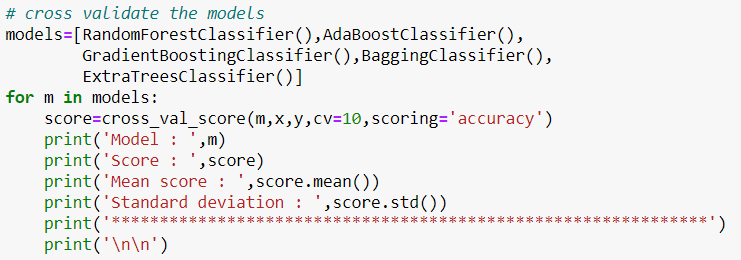 # cross validate the models
models=[RandomForestClassifier(),AdaBoostClassifier(),
        GradientBoostingClassifier(),BaggingClassifier(),
        ExtraTreesClassifier()]
for m in models:
    score=cross_val_score(m,x,y,cv=10,scoring='accuracy')
    print('Model : ',m)
    print('Score : ',score)
    print('Mean score : ',score.mean())
    print('Standard deviation : ',score.std())
    print('**************************************************************')
    print('\n\n')